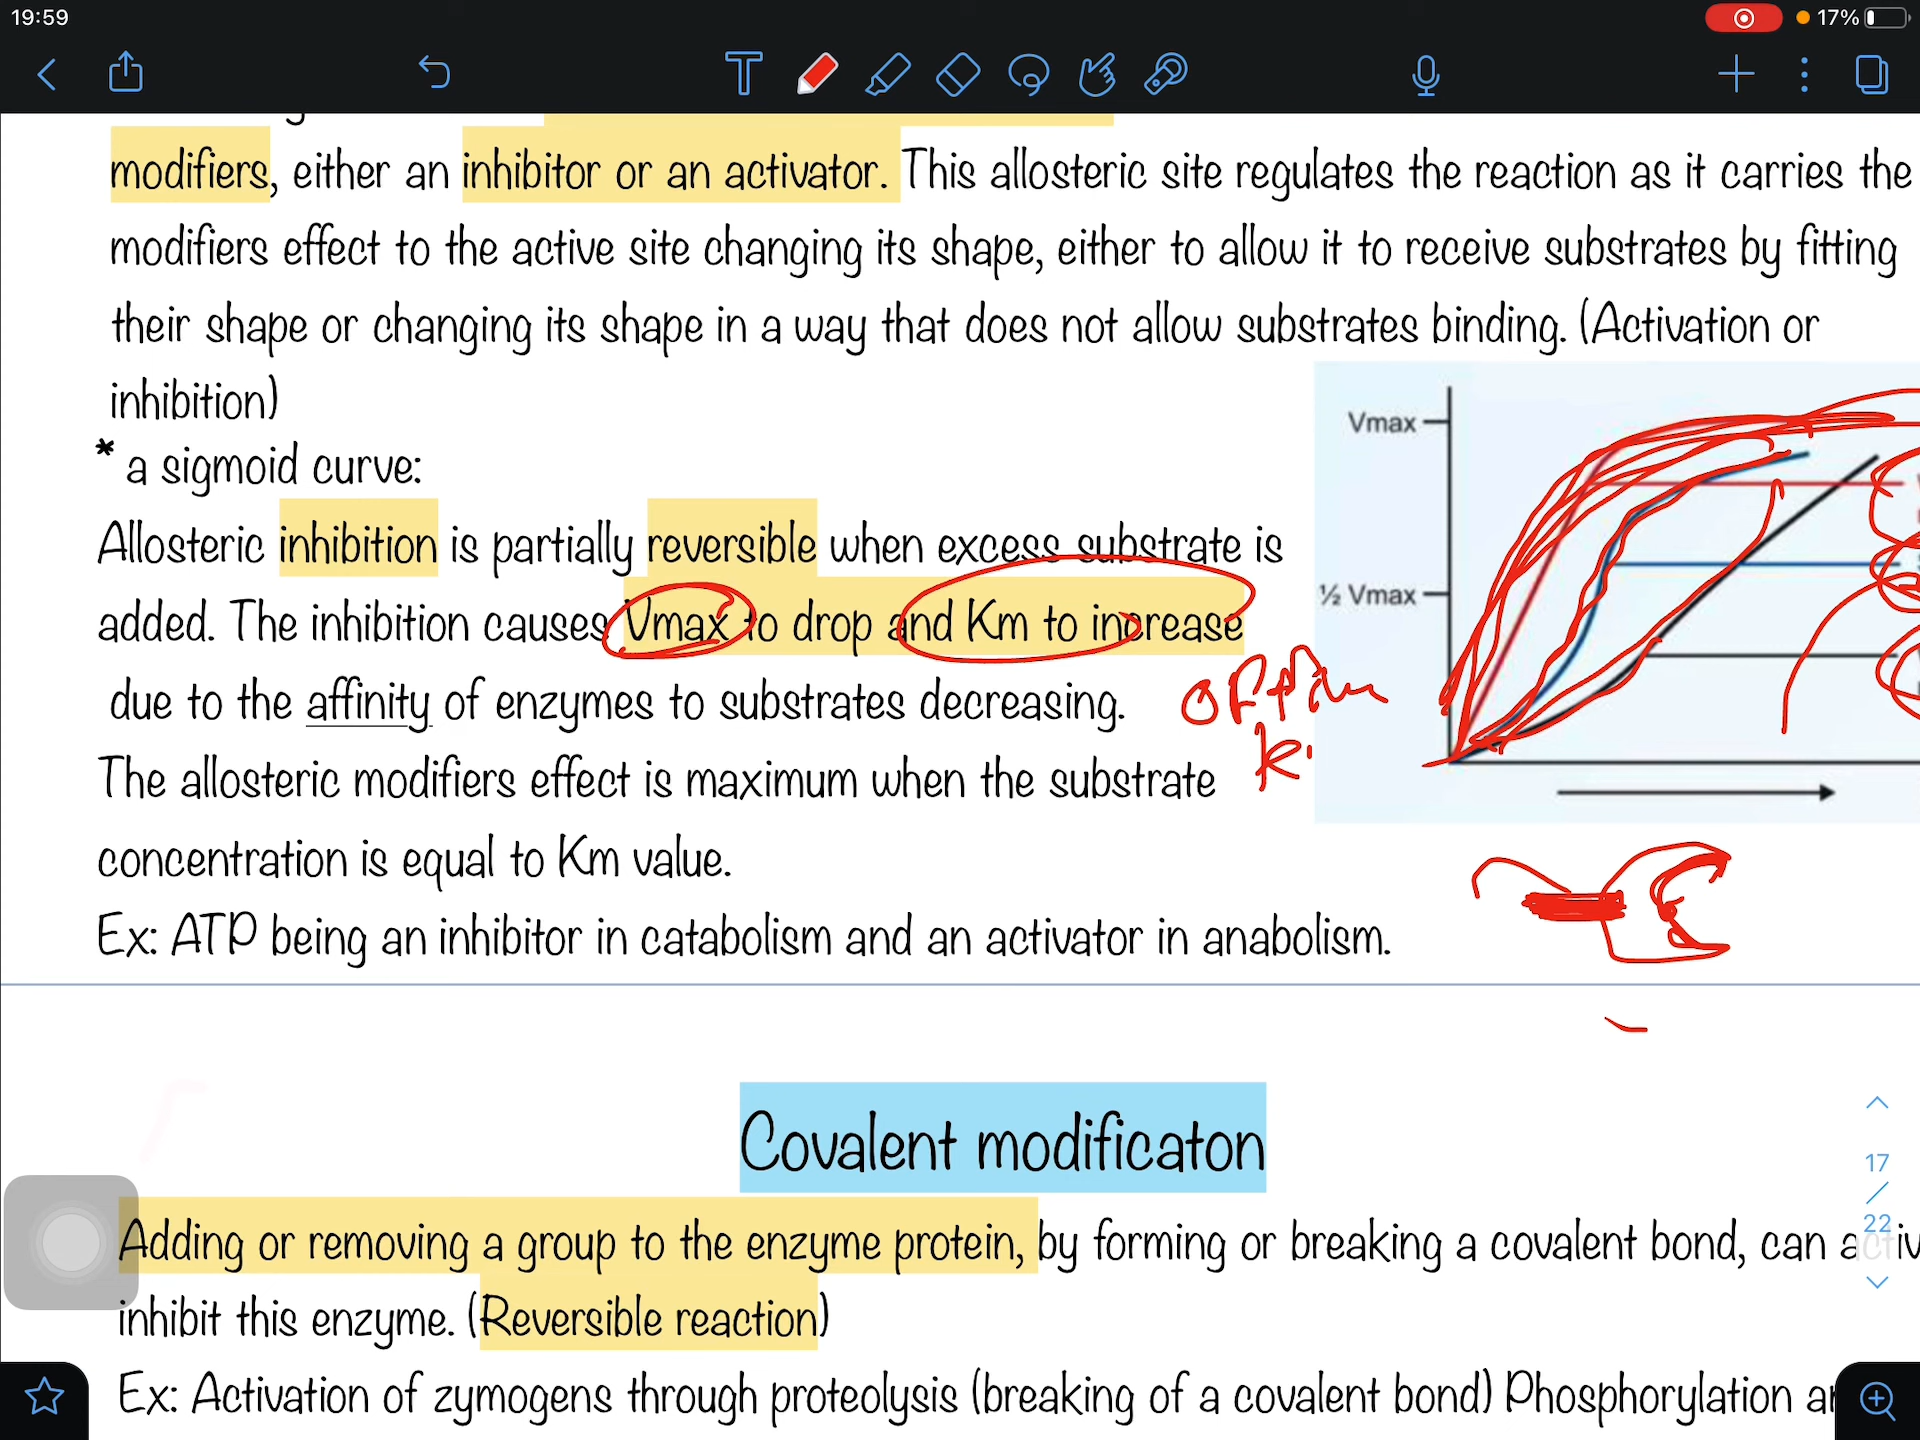 19:59
17%
modifiers, either an inhibitor or an activator. This allosteric site regulates the reaction as it carries the
modifiers effect to the active site changing its shape, either to allow it to receive substrates by fitting
their shape or changing its shape in a way that does not allow substrates binding. (Activation or
inhibition)
* a sigmoid curve:
Allosteric inhibition is partially reversible when excess substrate is
added. The inhibition causes Vmax to drop and Km to increase
due to the affinity of enzymes to substrates decreasing.
The allosteric modifiers effect is maximum when the substrate
concentration is equal to Km value.
Ex: ATP being an inhibitor in catabolism and an activator in anabolism.
Vmax
½ Vmax
Covalent modificaton
Adding or removing a group to the enzyme protein, by forming or breaking a covalent bond, can
inhibit this enzyme. (Reversible reaction)
Ex: Activation of zymogens through proteolysis (breaking of a covalent bond) Phosphorylation
17
/
22